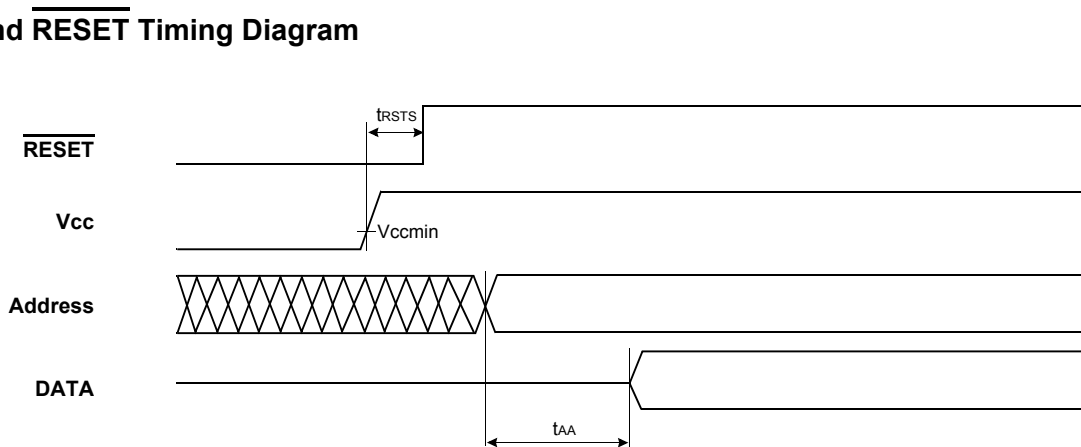 nd RESET Timing Diagram
tRSTS
RESET
Vcc
Vccmin
Address
DATA
tAA